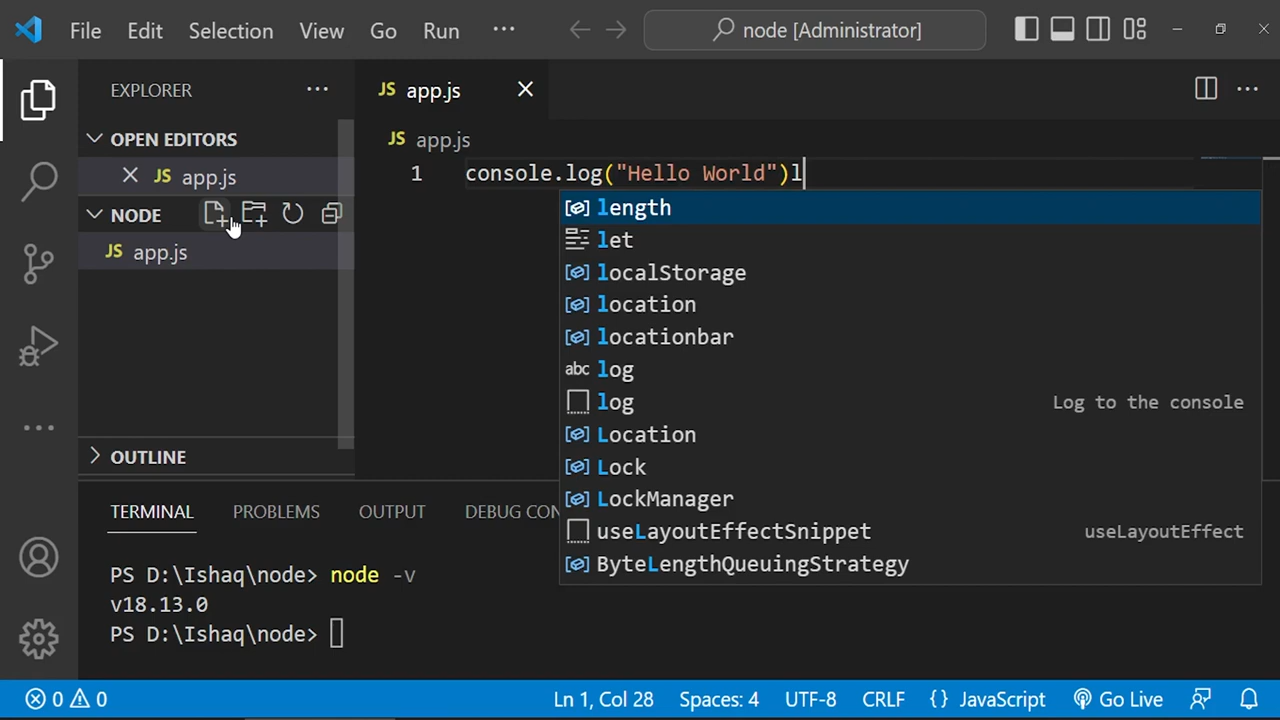 File Edit Selection View Go Run ... node [Administrator]
EXPLORER ...
OPEN EDITORS
JS app.js
NODE
JS app.js
OUTLINE
JS app.js
JS app.js
1 console.log("Hello World")l
length
let
localStorage
location
locationbar
log
log Log to the console
Location
Lock
LockManager
useLayoutEffectSnippet useLayoutEffect
ByteLengthQueuingStrategy
TERMINAL PROBLEMS OUTPUT DEBUG CON
PS D:\Ishaq\node> node -v
v18.13.0
PS D:\Ishaq\node>
0 0 Ln 1, Col 28 Spaces: 4 UTF-8 CRLF {} JavaScript Go Live